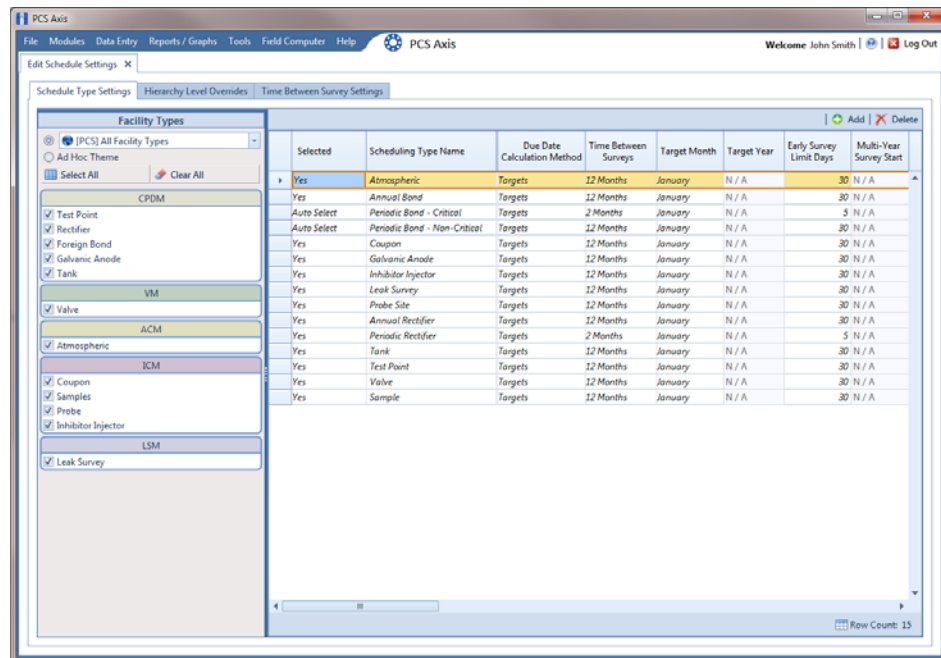 PCS Axis
File Modules Data Entry Reports / Graphs Tools Field Computer Help PCS Axis Welcome John Smith | Log Out
Edit Schedule Settings X
Schedule Type Settings Hierarchy Level Overrides Time Between Survey Settings
Facility Types
[PCS] All Facility Types
Ad Hoc Theme
Select All Clear All
CPDM
Test Point
Rectifier
Foreign Bond
Galvanic Anode
Tank
VM
Valve
ACM
Atmospheric
ICM
Coupon
Samples
Probe
Inhibitor Injector
LSM
Leak Survey
| Add | X Delete
Selected Scheduling Type Name Due Date Calculation Method Time Between Surveys Target Month Target Year Early Survey Limit Days Multi-Year Survey Start
Yes Atmospheric Targets 12 Months January N / A 30 N / A
Yes Annual Bond Targets 12 Months January N / A 30 N / A
Auto Select Periodic Bond - Critical Targets 2 Months January N / A 5 N / A
Auto Select Periodic Bond - Non-Critical Targets 12 Months January N / A 30 N / A
Yes Coupon Targets 12 Months January N / A 30 N / A
Yes Galvanic Anode Targets 12 Months January N / A 30 N / A
Yes Inhibitor Injector Targets 12 Months January N / A 30 N / A
Yes Leak Survey Targets 12 Months January N / A 30 N / A
Yes Probe Site Targets 12 Months January N / A 30 N / A
Yes Annual Rectifier Targets 12 Months January N / A 30 N / A
Yes Periodic Rectifier Targets 2 Months January N / A 5 N / A
Yes Tank Targets 12 Months January N / A 30 N / A
Yes Test Point Targets 12 Months January N / A 30 N / A
Yes Valve Targets 12 Months January N / A 30 N / A
Yes Sample Targets 12 Months January N / A 30 N / A
Row Count: 15